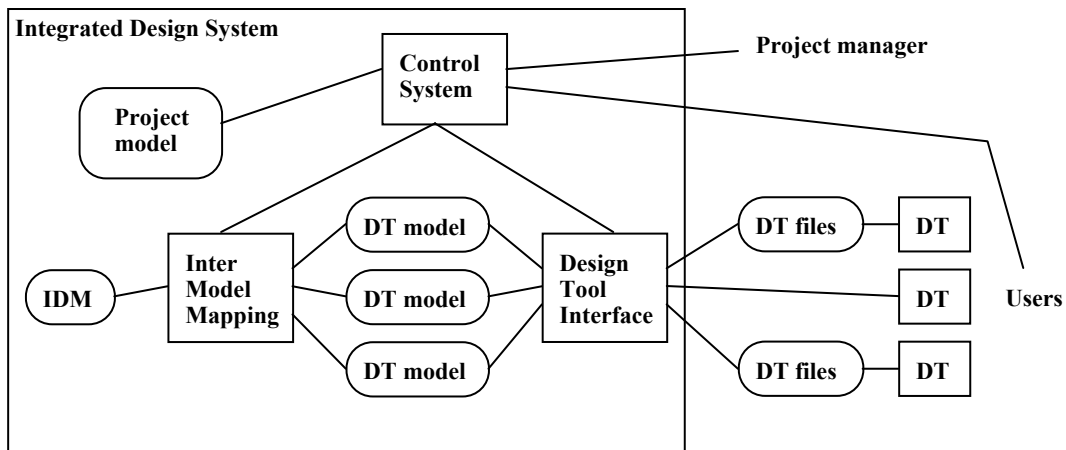 Integrated Design System
Control
System
Project manager
Project
model
DT model
DT files
DT
Inter
Model
Mapping
Design
Tool
Interface
IDM
DT model
DT
Users
DT model
DT files
DT